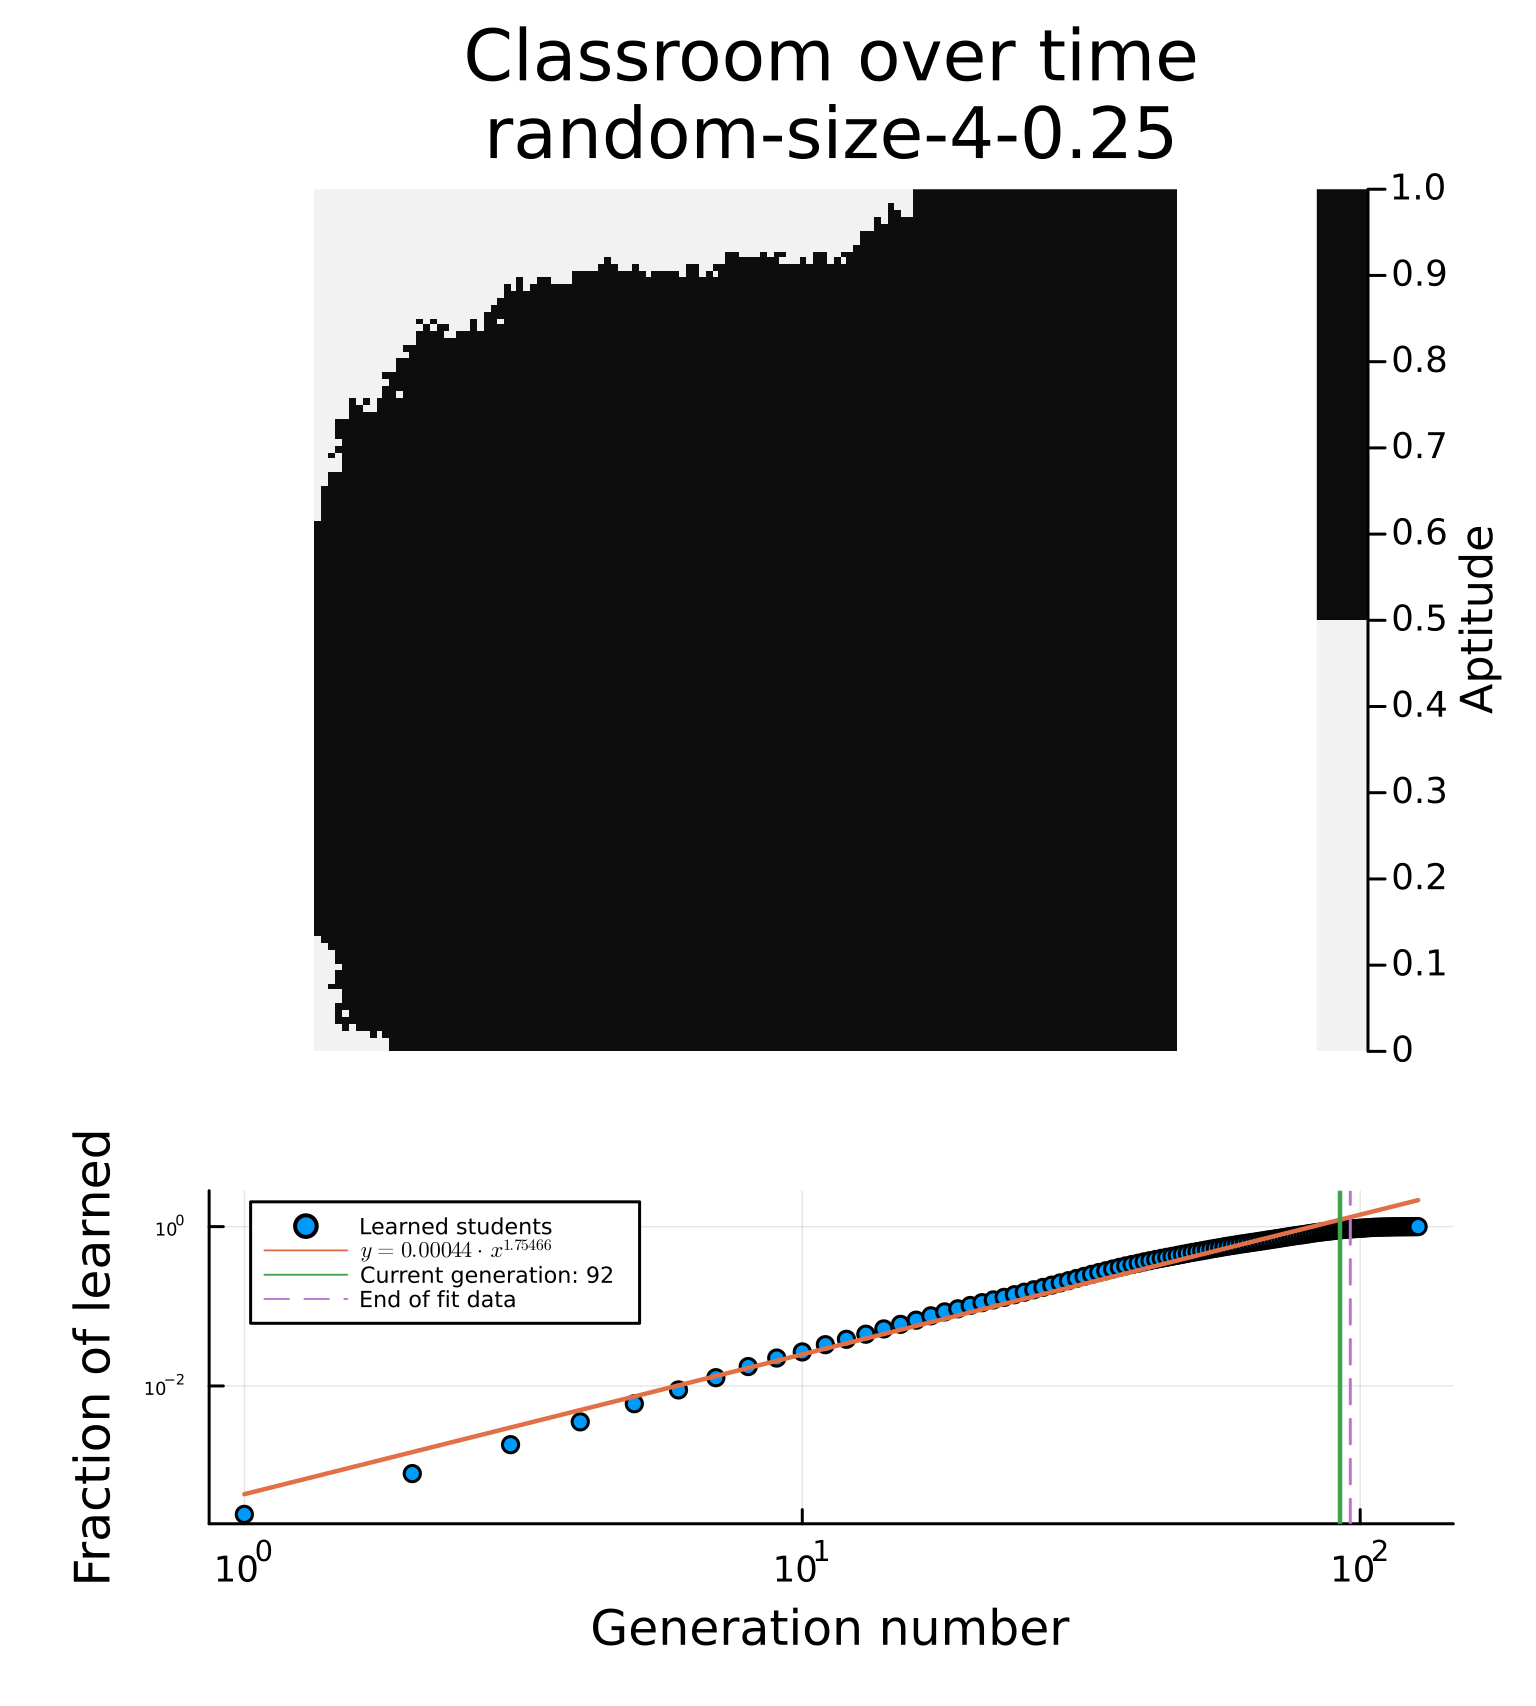 Classroom over time
random-size-4-0.25
1.0
0.9
0.8
0.7
0.6
0.5
0.4
0.3
0.2
0.1
0
Aptitude
Fraction of learned
10⁰
10⁻²
Learned students
y = 0.00044 · x^1.75466
Current generation: 92
End of fit data
10⁰
10¹
10²
Generation number